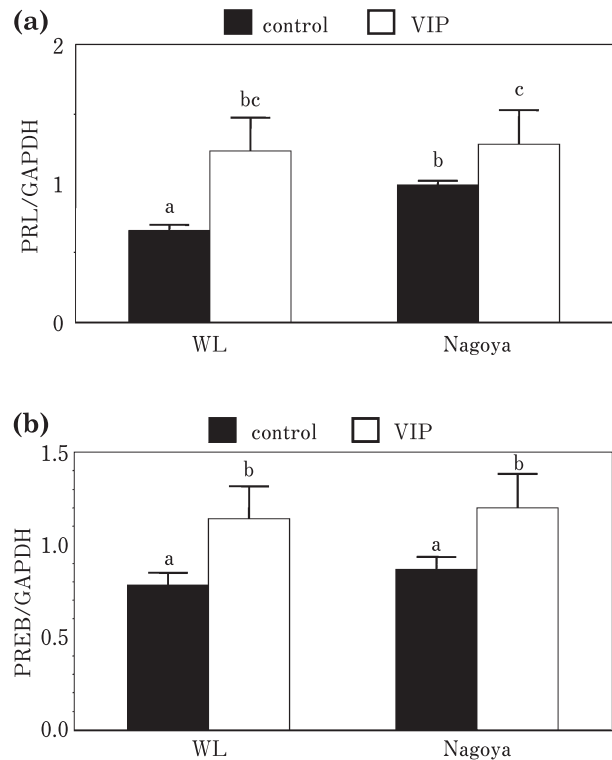 (a)
control VIP
2
bc
c
b
a
1
0
PRL/GAPDH
WL Nagoya
(b)
control VIP
1.5
b b
a a
1.0
0.5
0.0
PREB/GAPDH
WL Nagoya